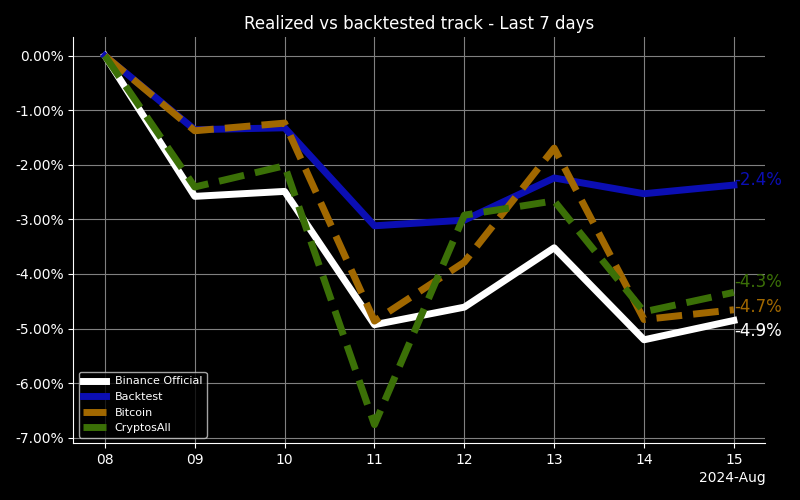 Realized vs backtested track - Last 7 days
0.00%
-1.00%
-2.00%
-3.00%
-4.00%
-5.00%
-6.00%
-7.00%
-2.4%
-4.3%
-4.7%
-4.9%
Binance Official
Backtest
Bitcoin
CryptosAll
08 09 10 11 12 13 14 15
2024-Aug